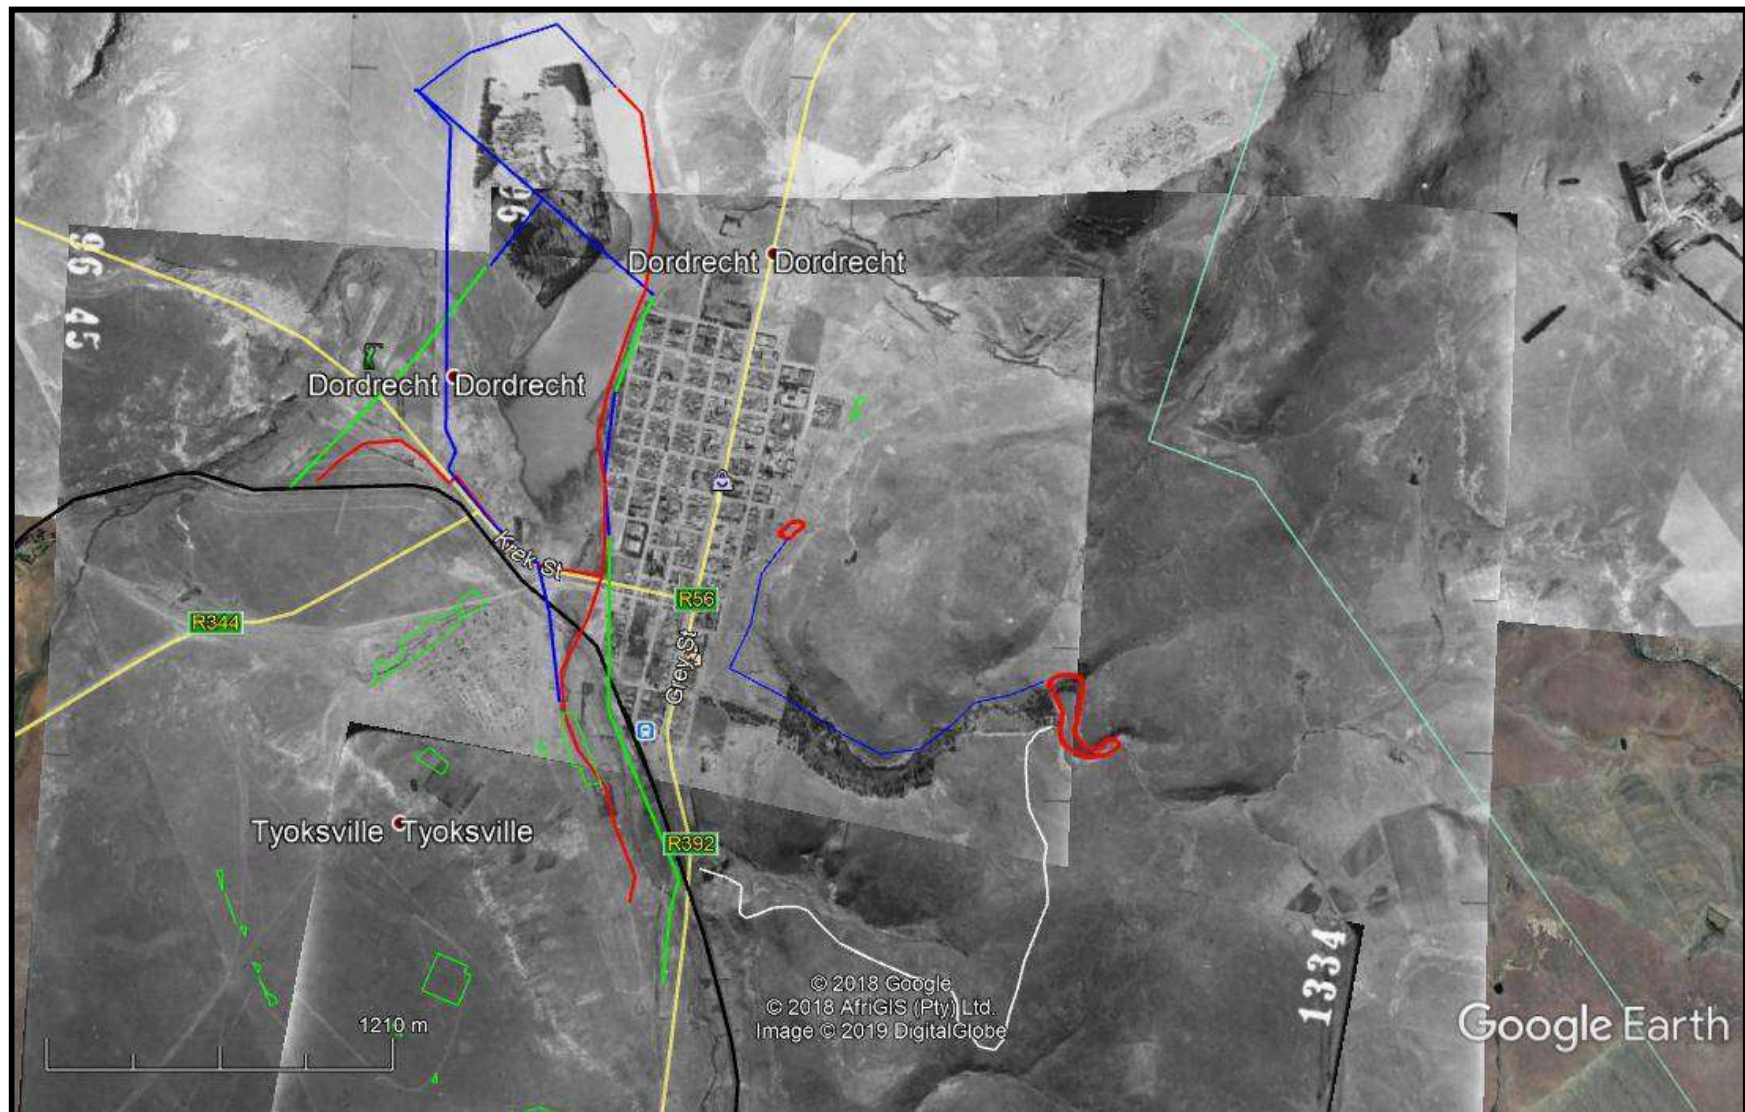 96
Dordrecht Dordrecht
96
45
Dordrecht Dordrecht
Krek St
R56
R344
Grey St
Tyoksville Tyoksville
R392
1334
© 2018 Google
© 2018 AfriGIS (Pty) Ltd.
Image © 2019 DigitalGlobe
1210 m
Google Earth